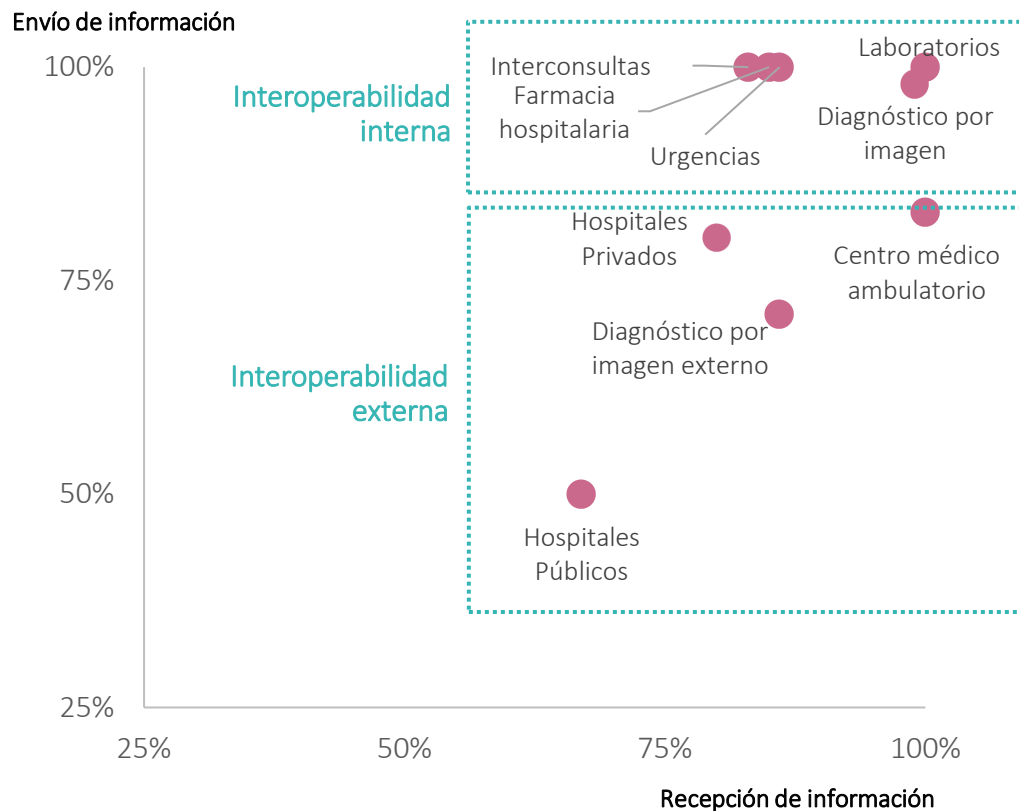 Envío de información
100%
Interoperabilidad
interna
Interconsultas
Farmacia
hospitalaria
Urgencias
Laboratorios
Diagnóstico por
imagen
75%
Interoperabilidad
externa
Hospitales
Privados
Centro médico
ambulatorio
Diagnóstico por
imagen externo
50%
Hospitales
Públicos
25%
25%
50%
75%
100%
Recepción de información